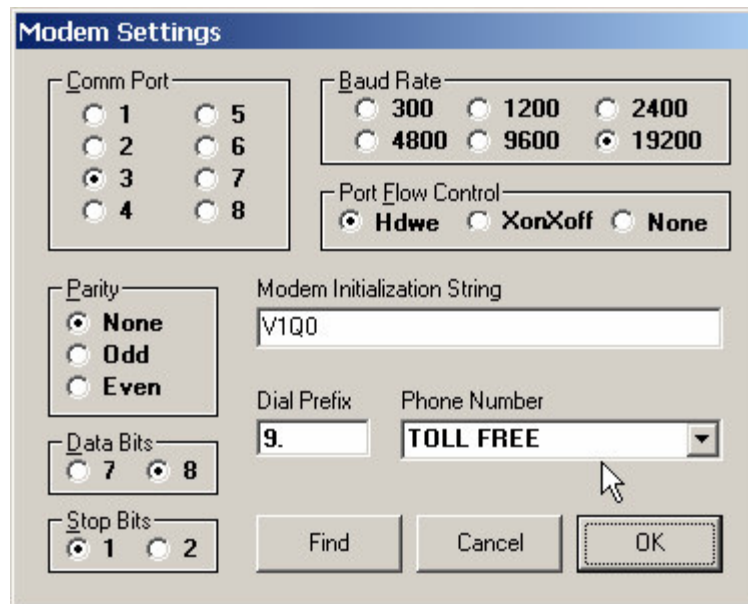 Modem Settings
Comm Port
1 5
2 6
3 7
4 8
Baud Rate
300 1200 2400
4800 9600 19200
Port Flow Control
Hdwe XonXoff None
Parity
None
Odd
Even
Modem Initialization String
V1Q0
Data Bits
7 8
Dial Prefix
9.
Phone Number
TOLL FREE
Stop Bits
1 2
Find Cancel OK